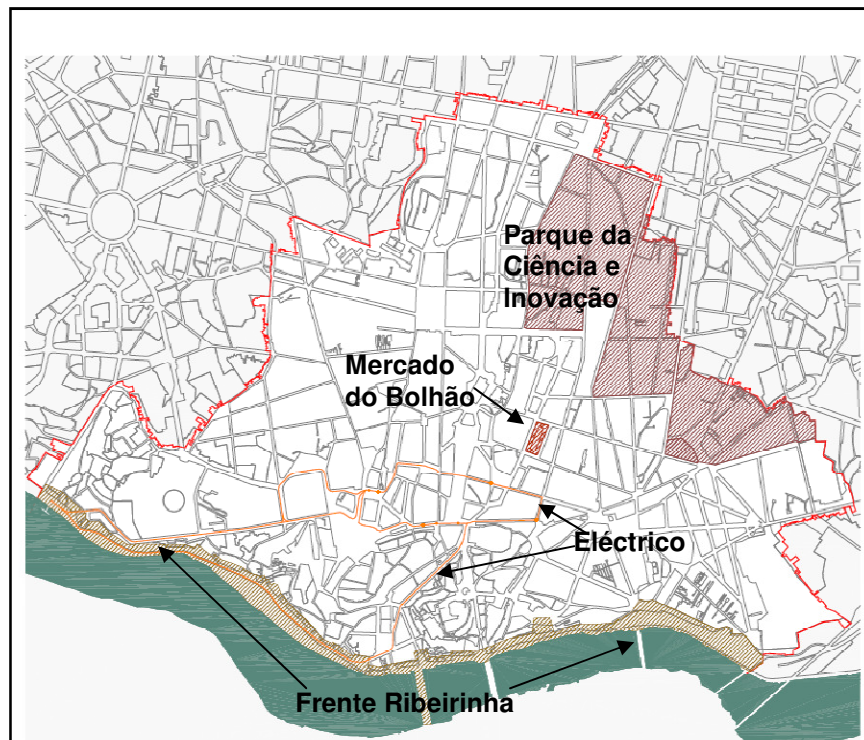 Parque da
Ciência e
Inovação
Mercado
do Bolhão
Eléctrico
Frente Ribeirinha